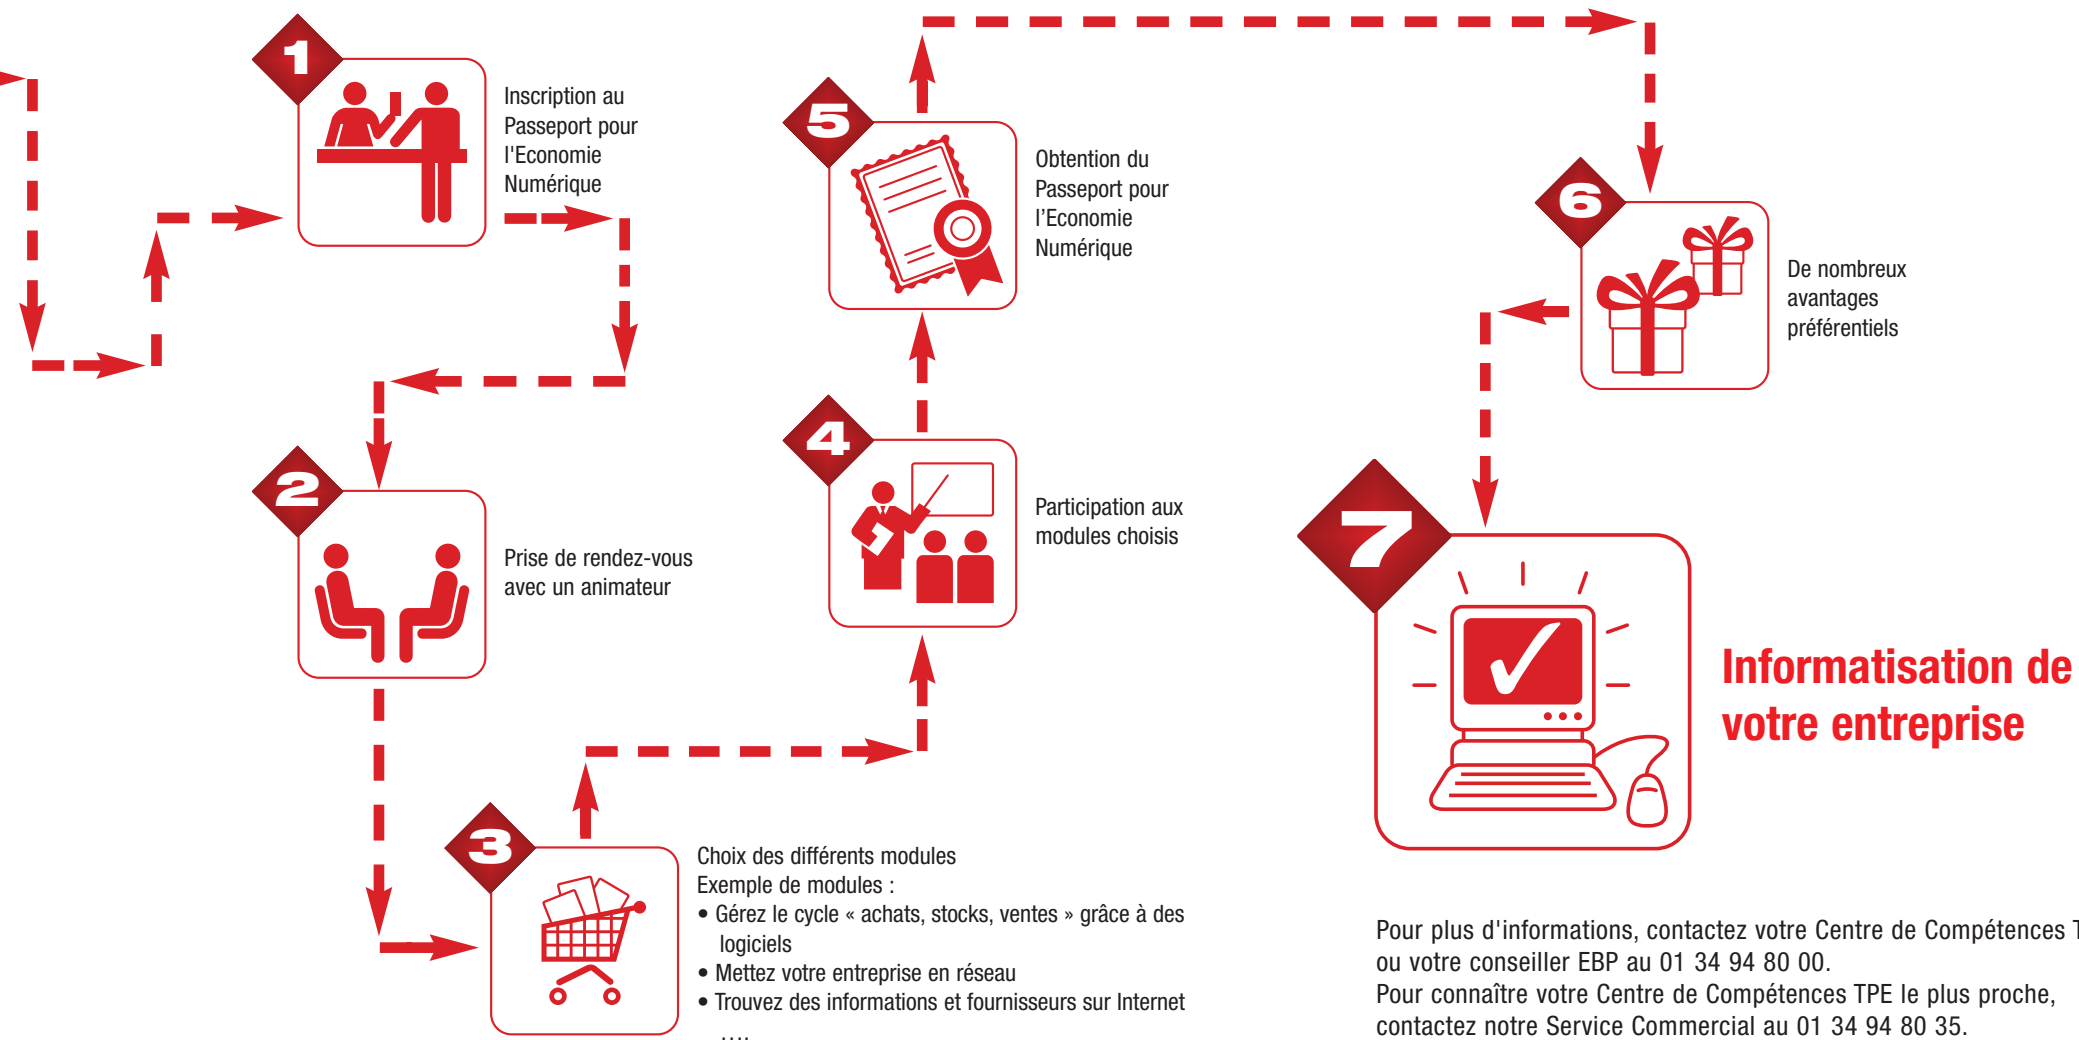 1
Inscription au
Passeport pour
l'Economie
Numérique
2
Prise de rendez-vous
avec un animateur
3
Choix des différents modules
Exemple de modules :
• Gérez le cycle « achats, stocks, ventes » grâce à des
logiciels
• Mettez votre entreprise en réseau
• Trouvez des informations et fournisseurs sur Internet
....
4
Participation aux
modules choisis
5
Obtention du
Passeport pour
l’Economie
Numérique
6
De nombreux
avantages
préférentiels
7
Informatisation de
votre entreprise
Pour plus d'informations, contactez votre Centre de Compétences
ou votre conseiller EBP au 01 34 94 80 00.
Pour connaître votre Centre de Compétences TPE le plus proche,
contactez notre Service Commercial au 01 34 94 80 35.